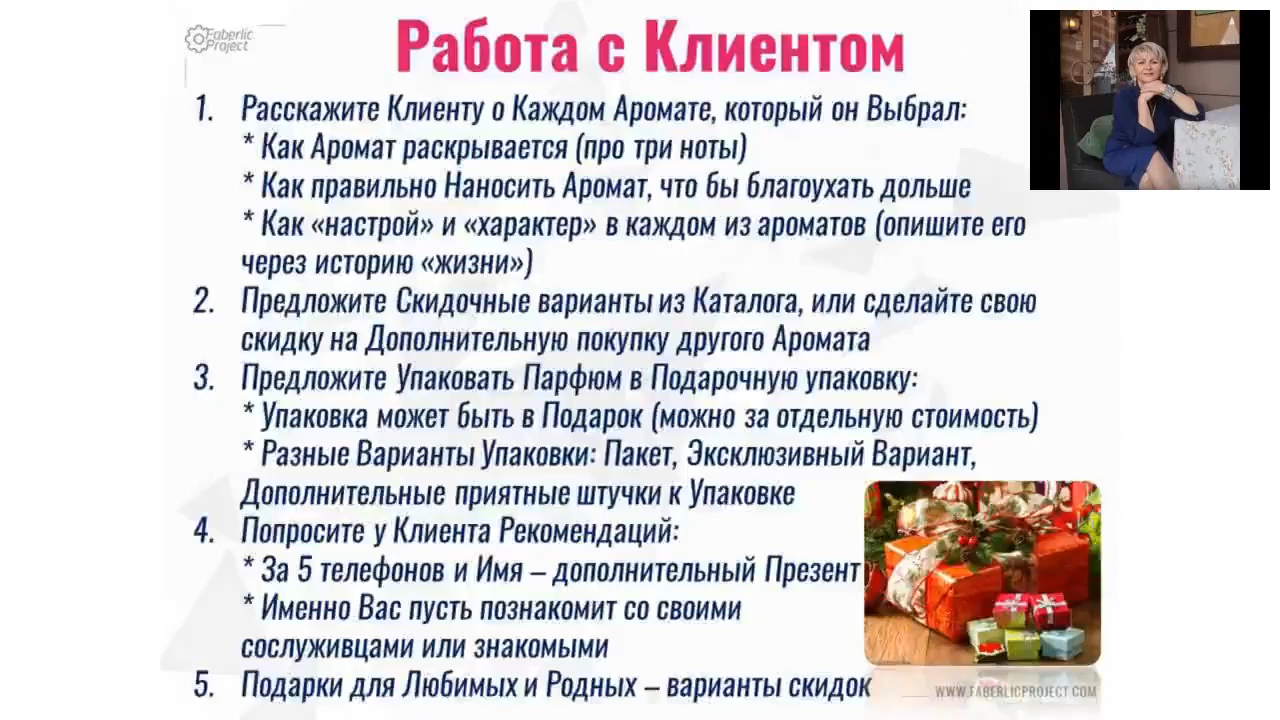 Faberlic
Project
Работа с Клиентом
1. Расскажите Клиенту о Каждом Аромате, который он Выбрал:
* Как Аромат раскрывается (про три ноты)
* Как правильно Наносить Аромат, что бы благоухать дольше
* Как «настрой» и «характер» в каждом из ароматов (опишите его
через историю «жизни»)
2. Предложите Скидочные варианты из Каталога, или сделайте свою
скидку на Дополнительную покупку другого Аромата
3. Предложите Упаковать Парфюм в Подарочную упаковку:
* Упаковка может быть в Подарок (можно за отдельную стоимость)
* Разные Варианты Упаковки: Пакет, Эксклюзивный Вариант,
Дополнительные приятные штучки к Упаковке
4. Попросите у Клиента Рекомендаций:
* За 5 телефонов и Имя – дополнительный Презент
* Именно Вас пусть познакомит со своими
сослуживцами или знакомыми
5. Подарки для Любимых и Родных – варианты скидок
WWW.FABERLICPROJECT.COM